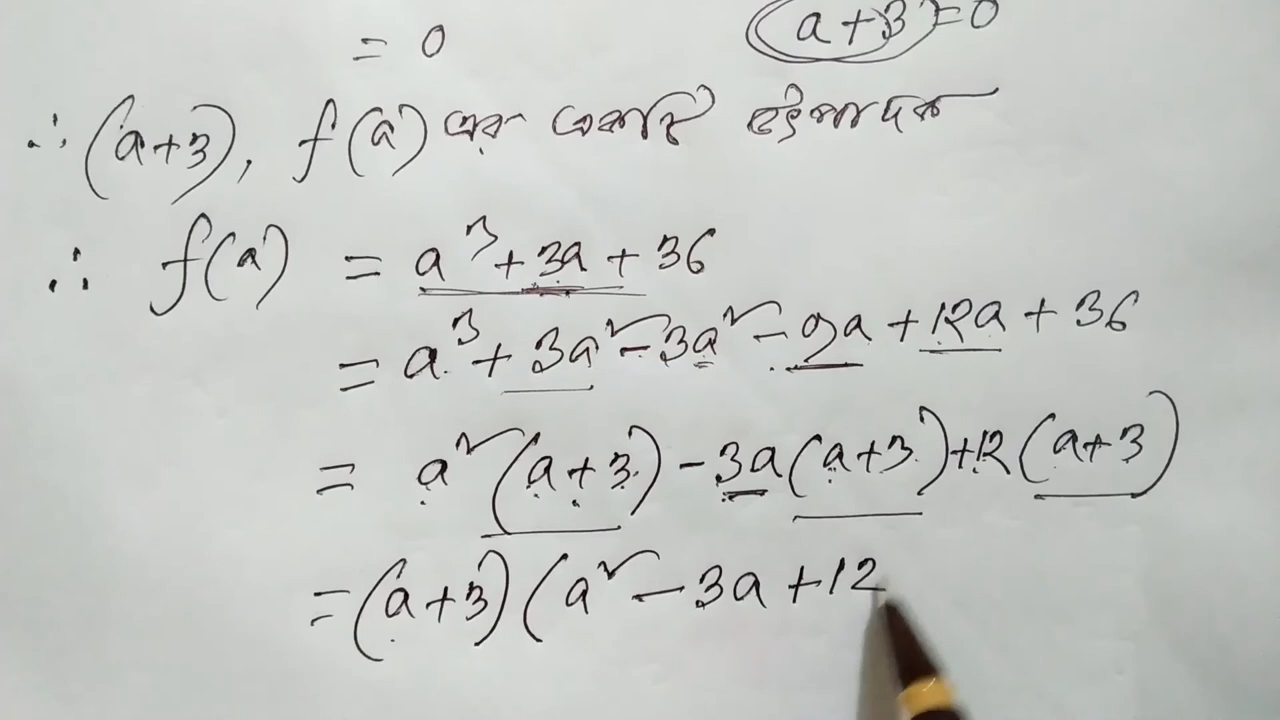 = 0 (a+3)=0
∴ (a+3), f(a) এর একটি উৎপাদক
∴ f(a) = a³+3a+36
= a³+3a²-3a²-9a+12a+36
= a²(a+3)-3a(a+3)+12(a+3)
=(a+3)(a²-3a+12